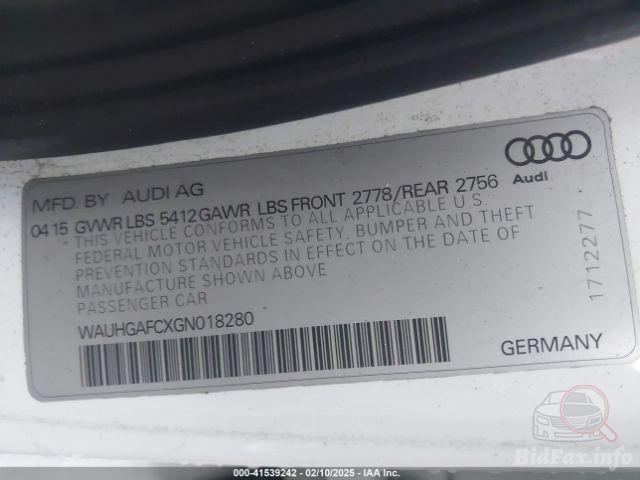 MFD. BY AUDI AG
0415 GVWR LBS 5412 GAWR LBS FRONT 2778/REAR 2756
*THIS VEHICLE CONFORMS TO ALL APPLICABLE U.S.
FEDERAL MOTOR VEHICLE SAFETY, BUMPER AND THEFT
PREVENTION STANDARDS IN EFFECT ON THE DATE OF
MANUFACTURE SHOWN ABOVE
PASSENGER CAR
WAUHGAFCXGN018280
Audi
1712277
GERMANY
BidFax.info
000-41539242 - 02/10/2025 - IAA Inc.